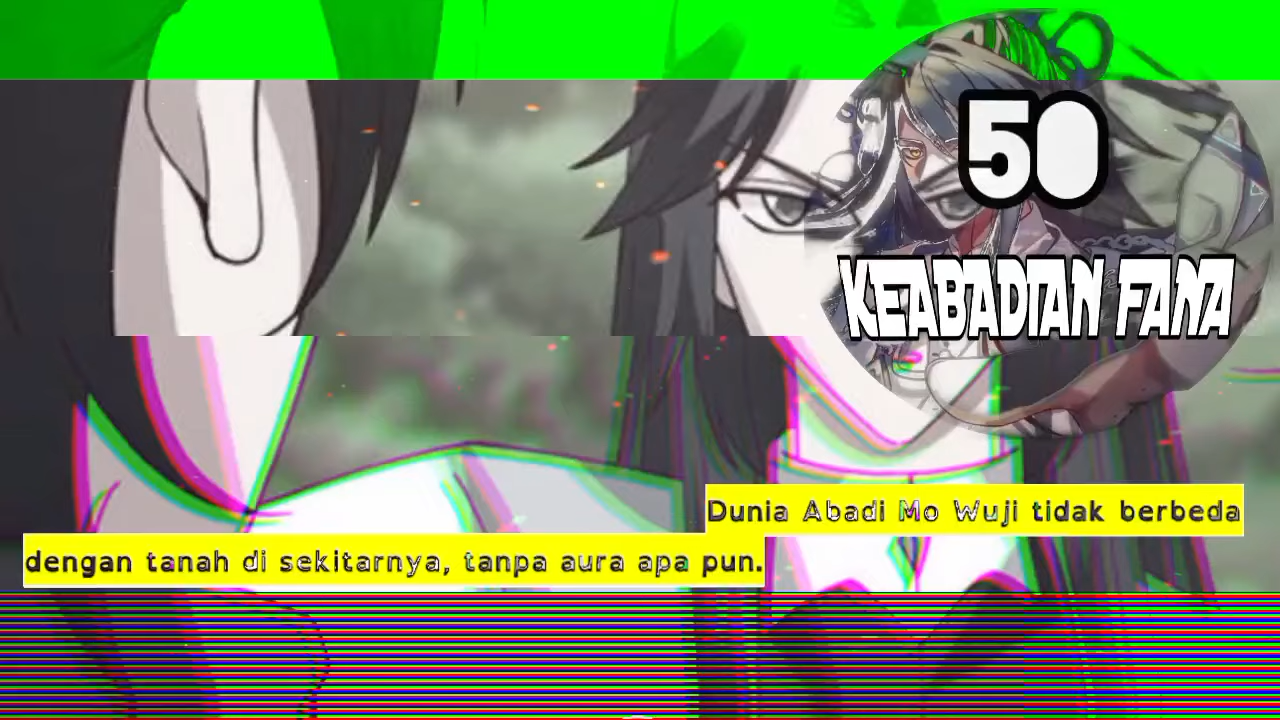 50
KEABADIAN FANA
Dunia Abadi Mo Wuji tidak berbeda
dengan tanah di sekitarnya, tanpa aura apa pun.